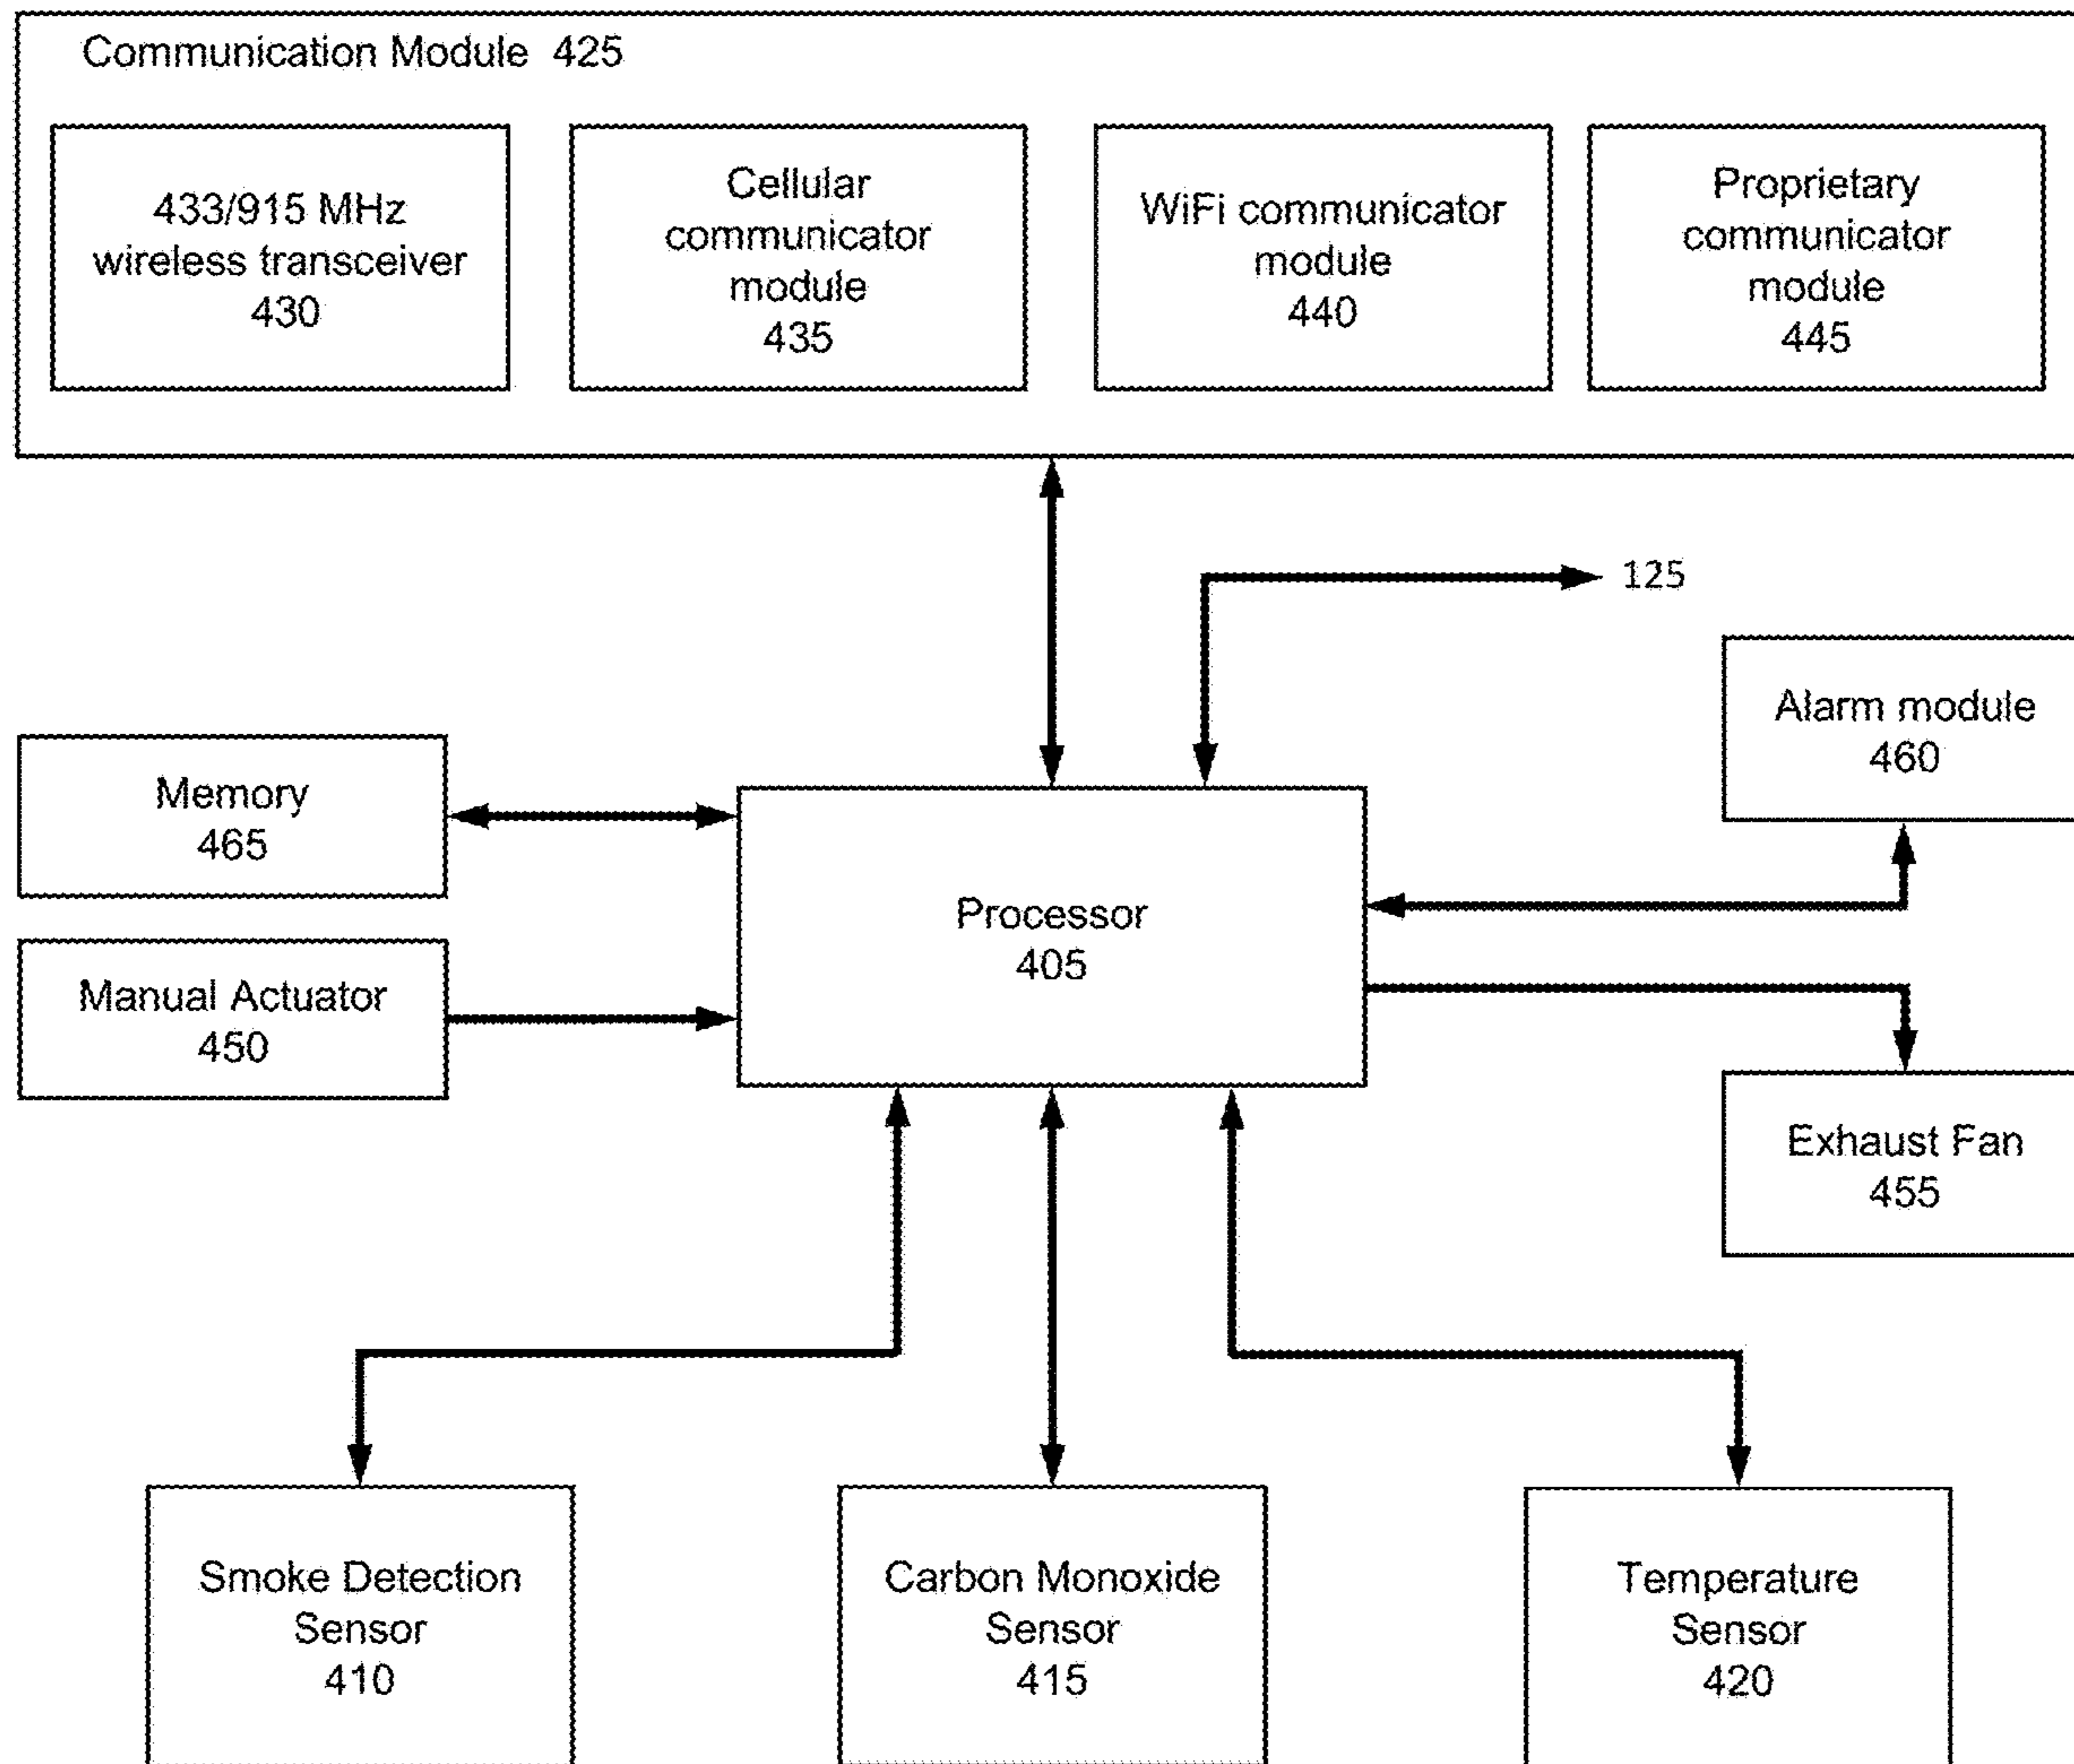 Communication Module 425
433/915 MHz
wireless transceiver
430
Cellular
communicator
module
435
WiFi communicator
module
440
Proprietary
communicator
module
445
125
Alarm module
460
Memory
465
Processor
405
Manual Actuator
450
Exhaust Fan
455
Smoke Detection
Sensor
410
Carbon Monoxide
Sensor
415
Temperature
Sensor
420